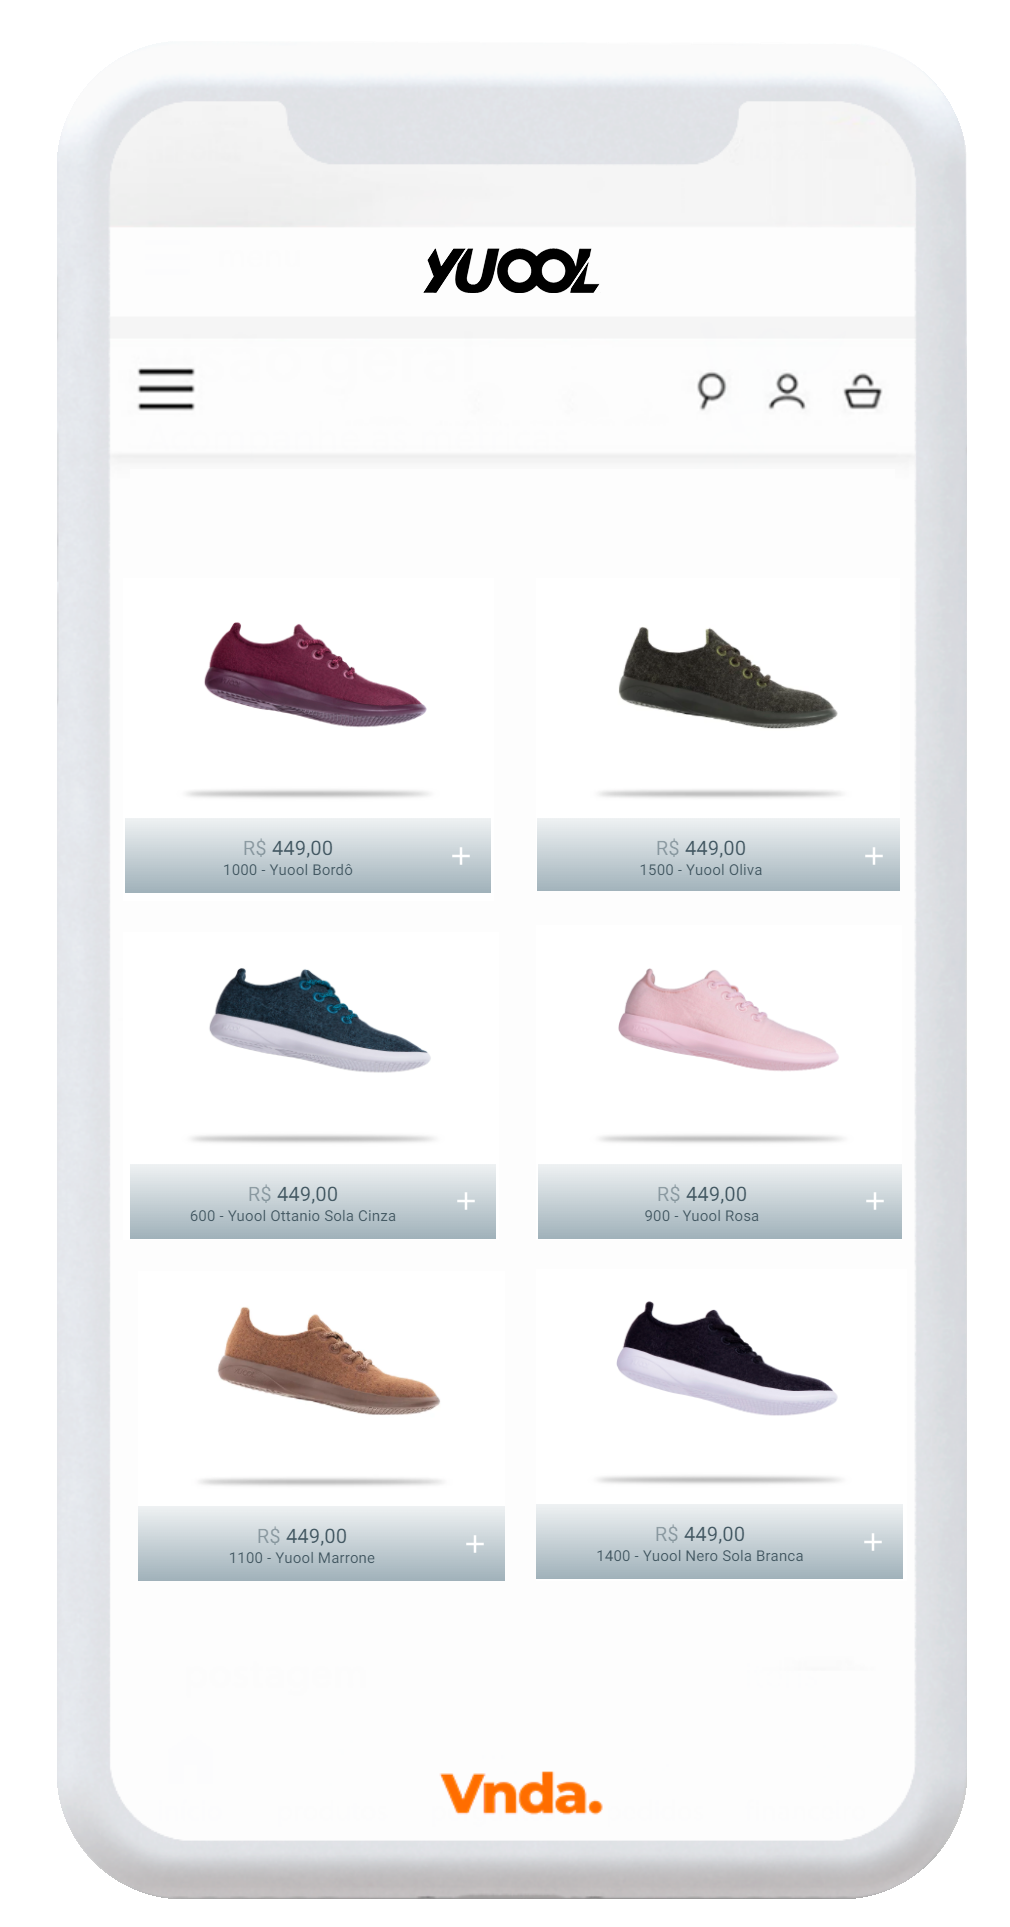 YUOOL
R$ 449,00
1000 - Yuool Bordô
R$ 449,00
1500 - Yuool Oliva
R$ 449,00
600 - Yuool Ottanio Sola Cinza
R$ 449,00
900 - Yuool Rosa
R$ 449,00
1100 - Yuool Marrone
R$ 449,00
1400 - Yuool Nero Sola Branca
Vnda.